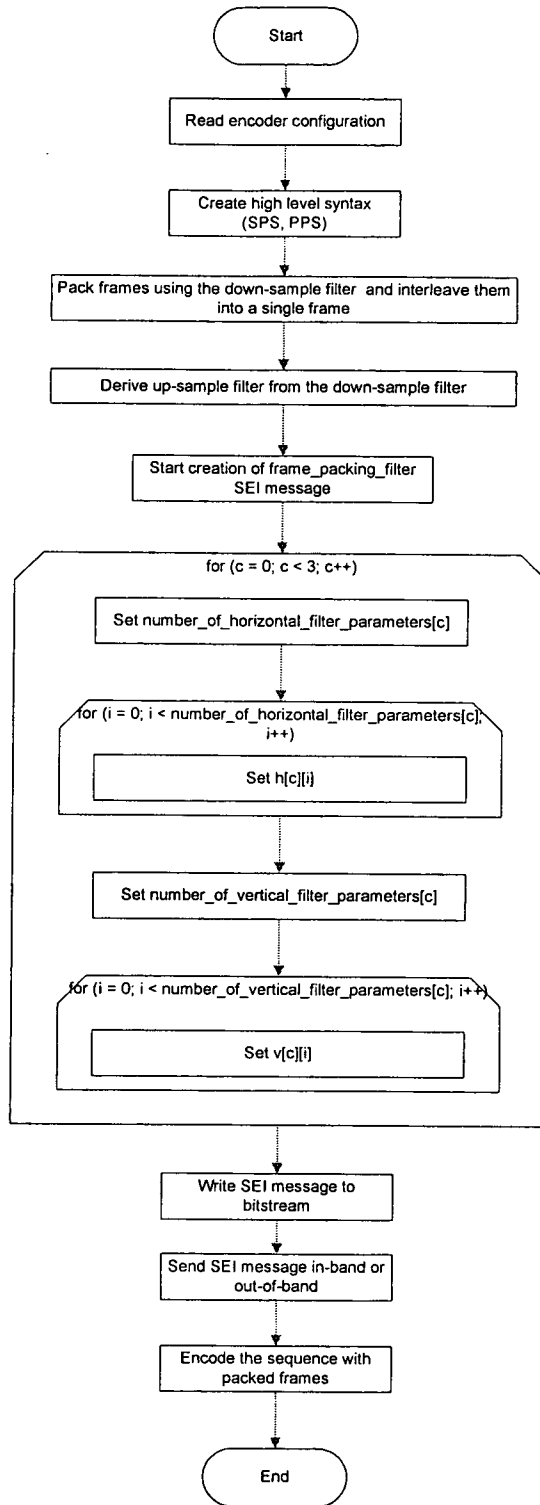 Start
Read encoder configuration
Create high level syntax
(SPS, PPS)
Pack frames using the down-sample filter and interleave them
into a single frame
Derive up-sample filter from the down-sample filter
Start creation of frame_packing_filter
SEI message
for (c = 0; c < 3; c++)
Set number_of_horizontal_filter_parameters[c]
for (i = 0; i < number_of_horizontal_filter_parameters[c];
i++)
Set h[c][i]
Set number_of_vertical_filter_parameters[c]
for (i = 0; i < number_of_vertical_filter_parameters[c]; i++)
Set v[c][i]
Write SEI message to
bitstream
Send SEI message in-band or
out-of-band
Encode the sequence with
packed frames
End